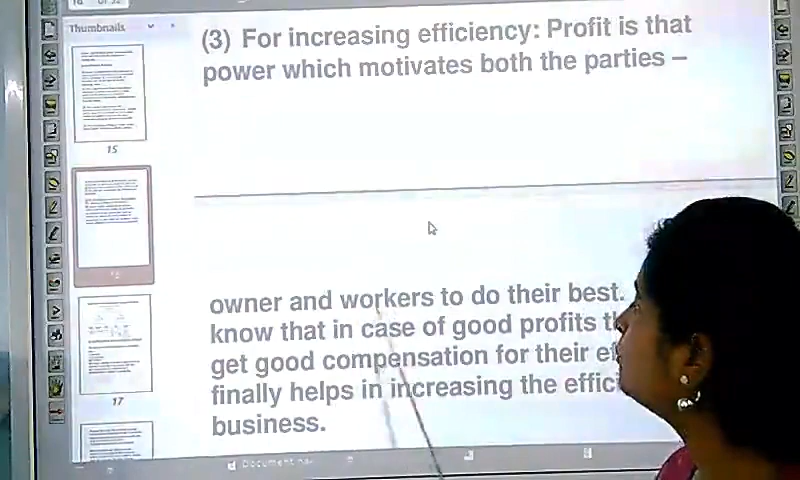 Thumbnails
(3) For increasing efficiency: Profit is that
power which motivates both the parties –
15
owner and workers to do their best.
know that in case of good profits
get good compensation for their
finally helps in increasing the
business.
17